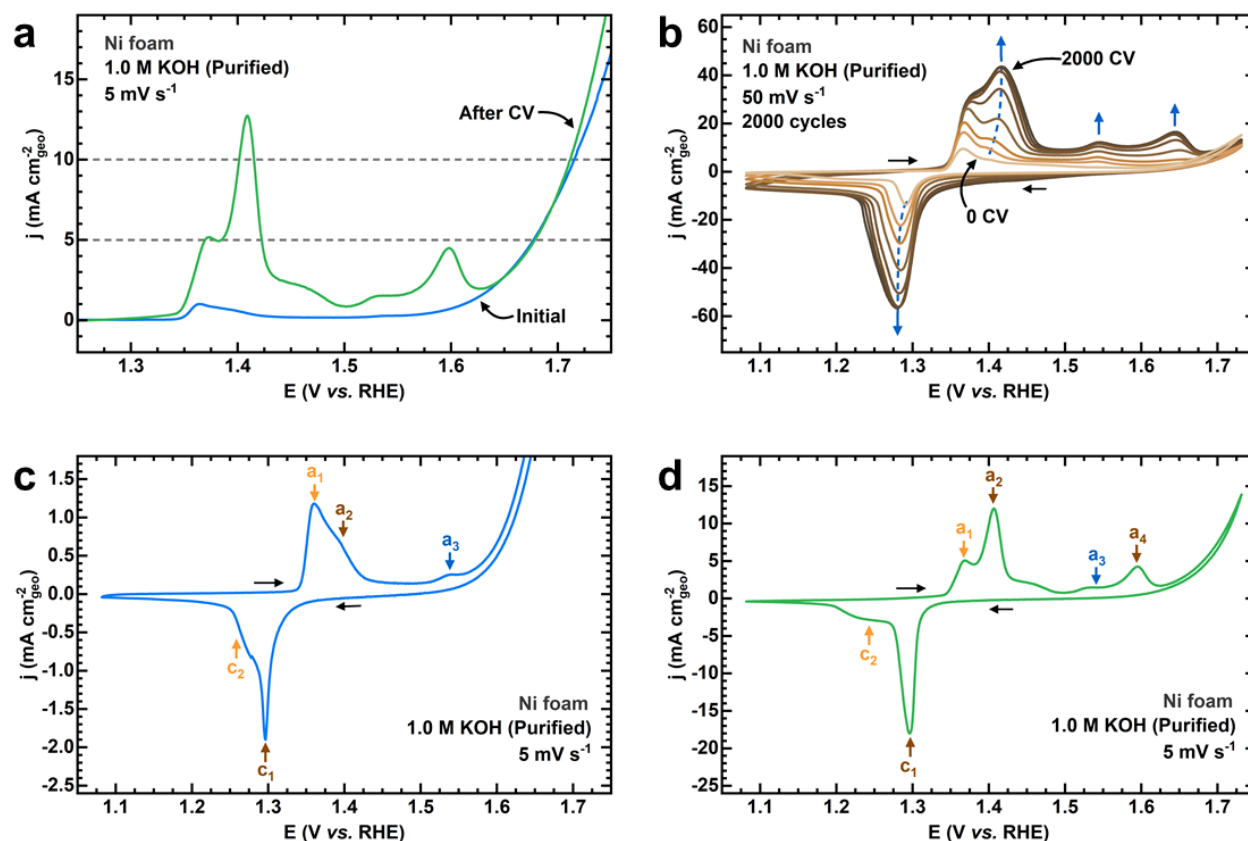 a
Ni foam
1.0 M KOH (Purified)
5 mV s⁻¹
After CV
Initial
15
10
5
0
1.3
1.4
1.5
1.6
1.7
j (mA cm⁻²geo)
E (V vs. RHE)
b
Ni foam
1.0 M KOH (Purified)
50 mV s⁻¹
2000 cycles
2000 CV
0 CV
60
40
20
0
-20
-40
-60
1.1
1.2
1.3
1.4
1.5
1.6
1.7
j (mA cm⁻²geo)
E (V vs. RHE)
c
a₁
a₂
a₃
c₂
c₁
Ni foam
1.0 M KOH (Purified)
5 mV s⁻¹
1.5
1.0
0.5
0.0
-0.5
-1.0
-1.5
-2.0
-2.5
1.1
1.2
1.3
1.4
1.5
1.6
1.7
j (mA cm⁻²geo)
E (V vs. RHE)
d
a₂
a₁
a₃
a₄
c₂
c₁
Ni foam
1.0 M KOH (Purified)
5 mV s⁻¹
15
10
5
0
-5
-10
-15
-20
-25
1.1
1.2
1.3
1.4
1.5
1.6
1.7
j (mA cm⁻²geo)
E (V vs. RHE)